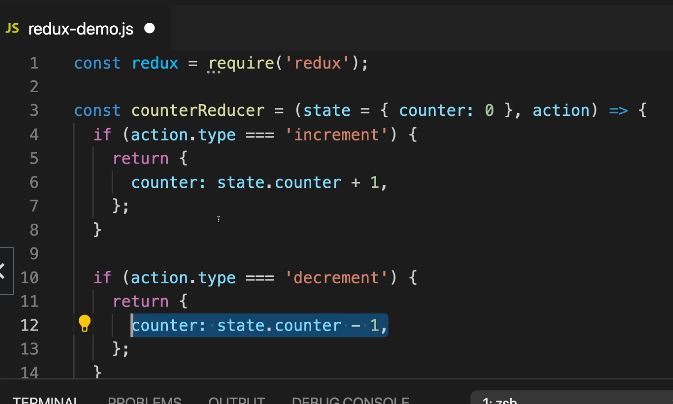 JS redux-demo.js
1 const redux = require('redux');
2
3 const counterReducer = (state = { counter: 0 }, action) => {
4 if (action.type === 'increment') {
5 return {
6 counter: state.counter + 1,
7 };
8 }
9
10 if (action.type === 'decrement') {
11 return {
12 counter: state.counter - 1,
13 };
14 }
TERMINAL PROBLEMS OUTPUT DEBUG CONSOLE 1: zsh